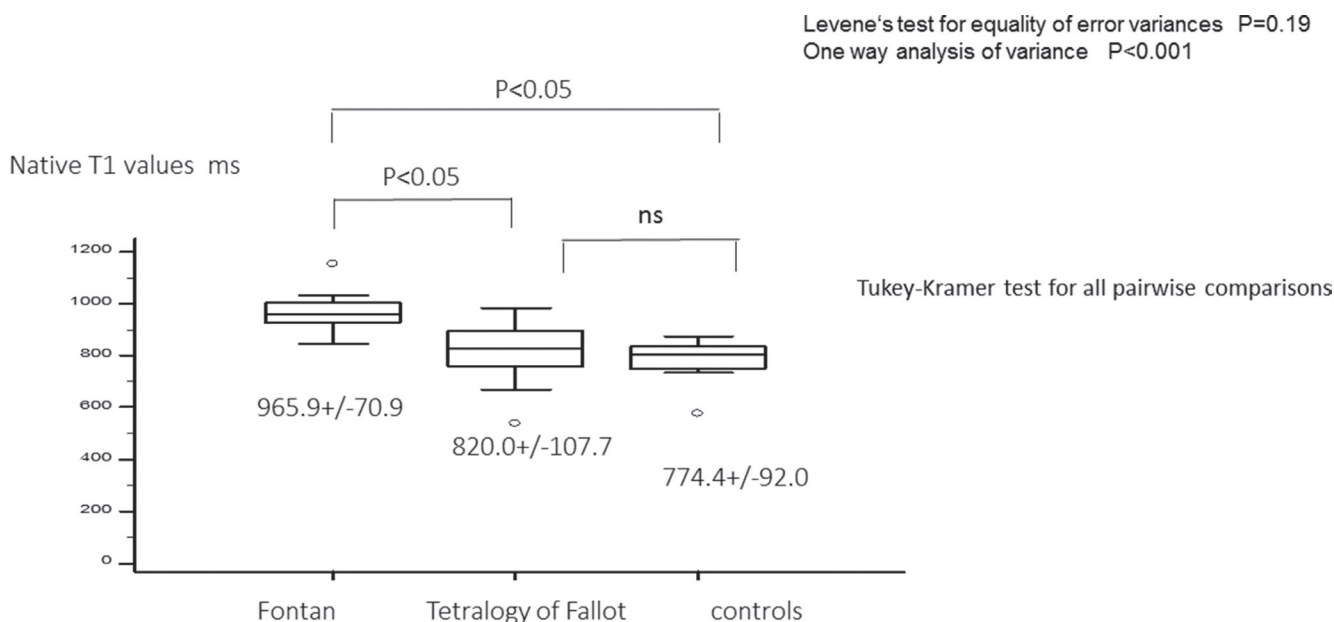 Levene‘s test for equality of error variances P=0.19
One way analysis of variance P<0.001
P<0.05
Native T1 values ms
P<0.05
ns
1200
1000
800
600
400
200
0
Tukey-Kramer test for all pairwise comparisons
965.9+/-70.9
820.0+/-107.7
774.4+/-92.0
Fontan
Tetralogy of Fallot
controls